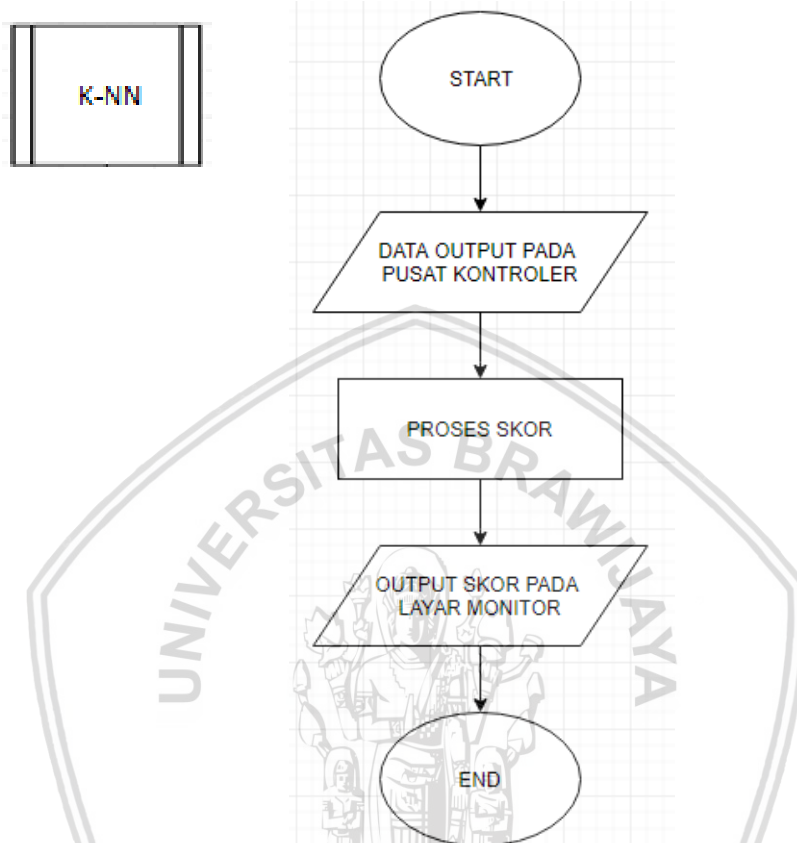 K-NN
START
DATA OUTPUT PADA
PUSAT KONTROLER
PROSES SKOR
OUTPUT SKOR PADA
LAYAR MONITOR
END
UNIVERSITAS BRAWIJAYA